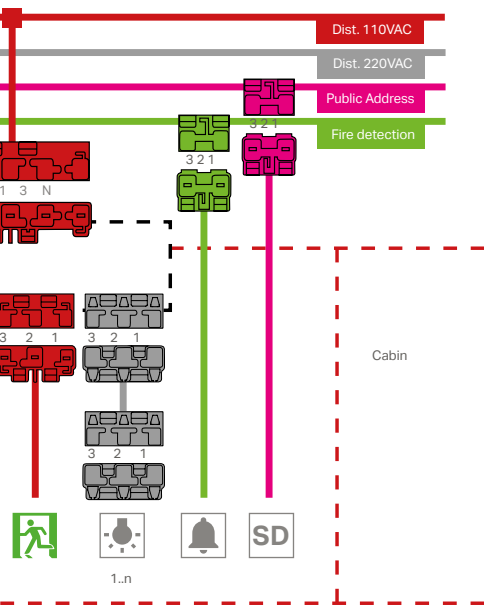 Dist. 110VAC
Dist. 220VAC
Public Address
3 2 1
Fire detection
3 2 1
1 3 N
3 2 1
3 2 1
Cabin
3 2 1
SD
1..n